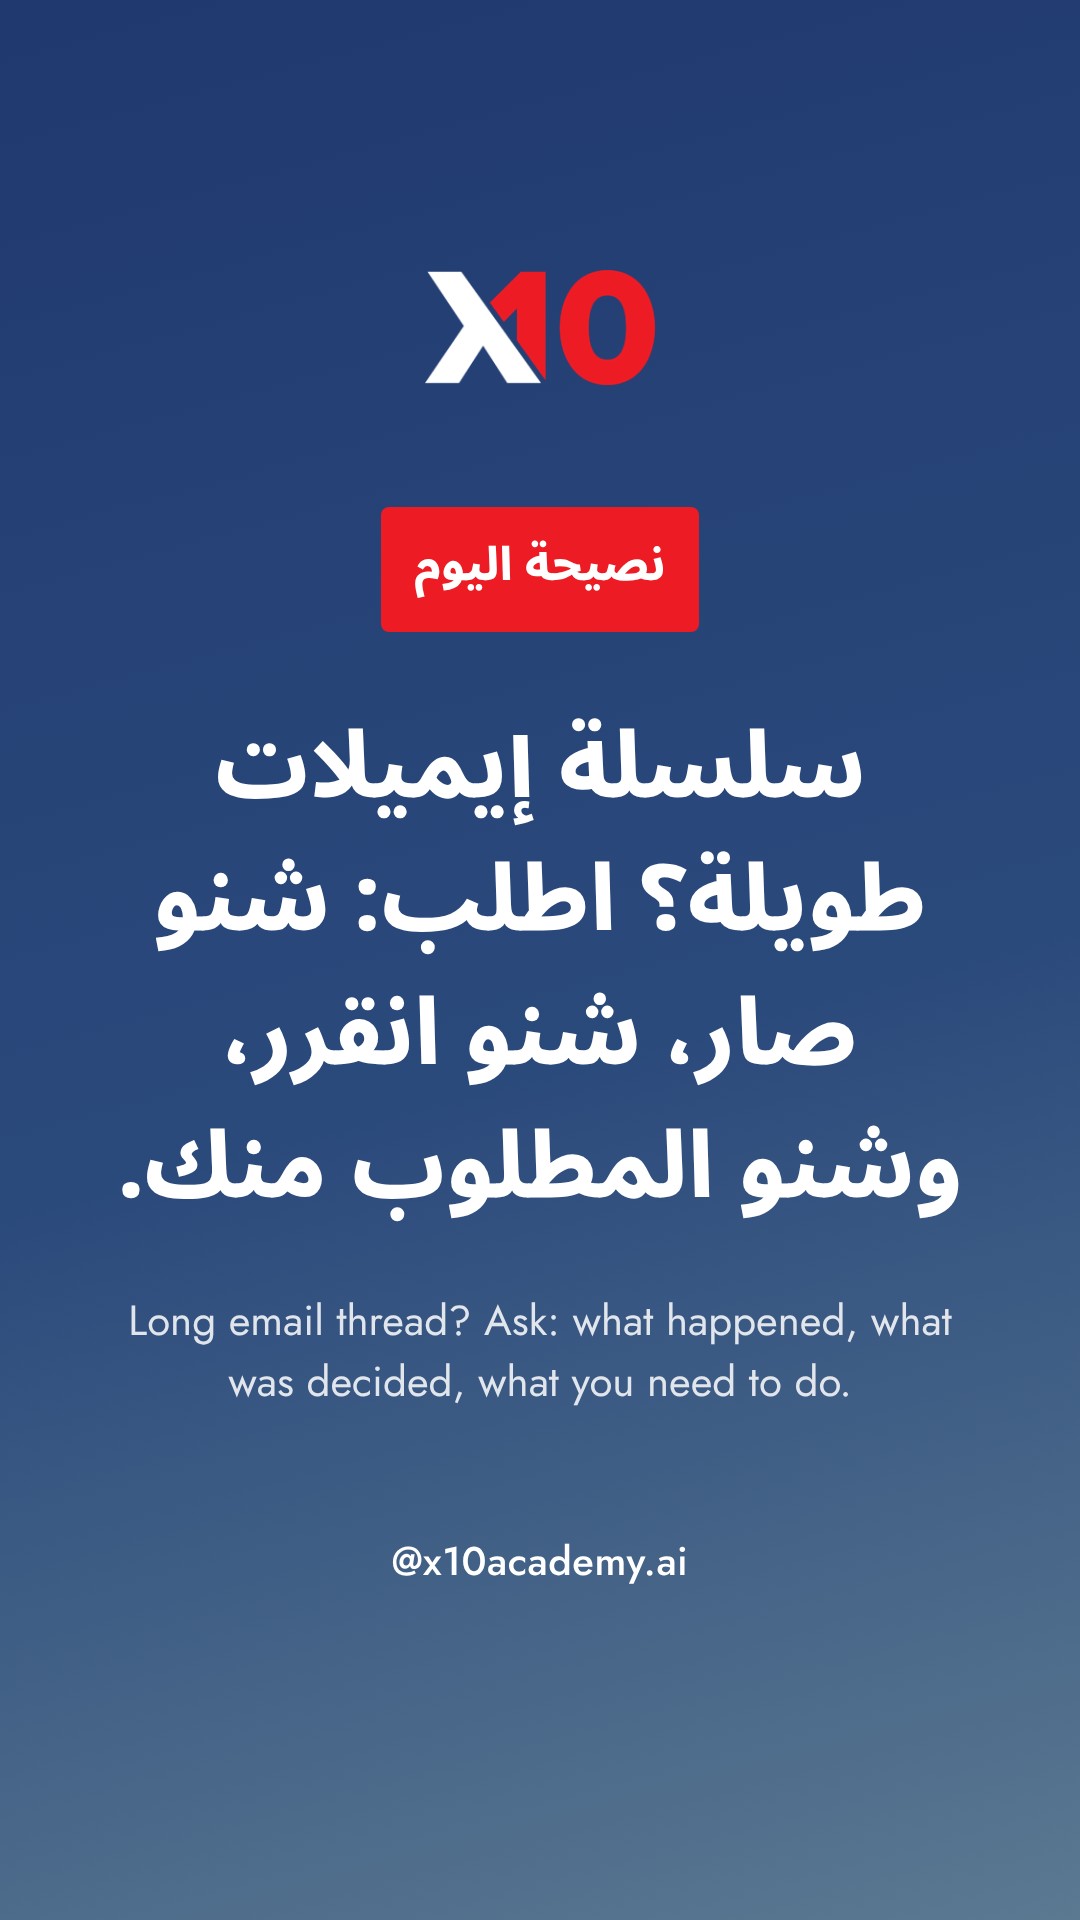 X10
نصيحة اليوم
سلسلة إيميلات
طويلة؟ اطلب: شنو
صار، شنو انقرر،
وشنو المطلوب منك.
Long email thread? Ask: what happened, what
was decided, what you need to do.
@x10academy.ai